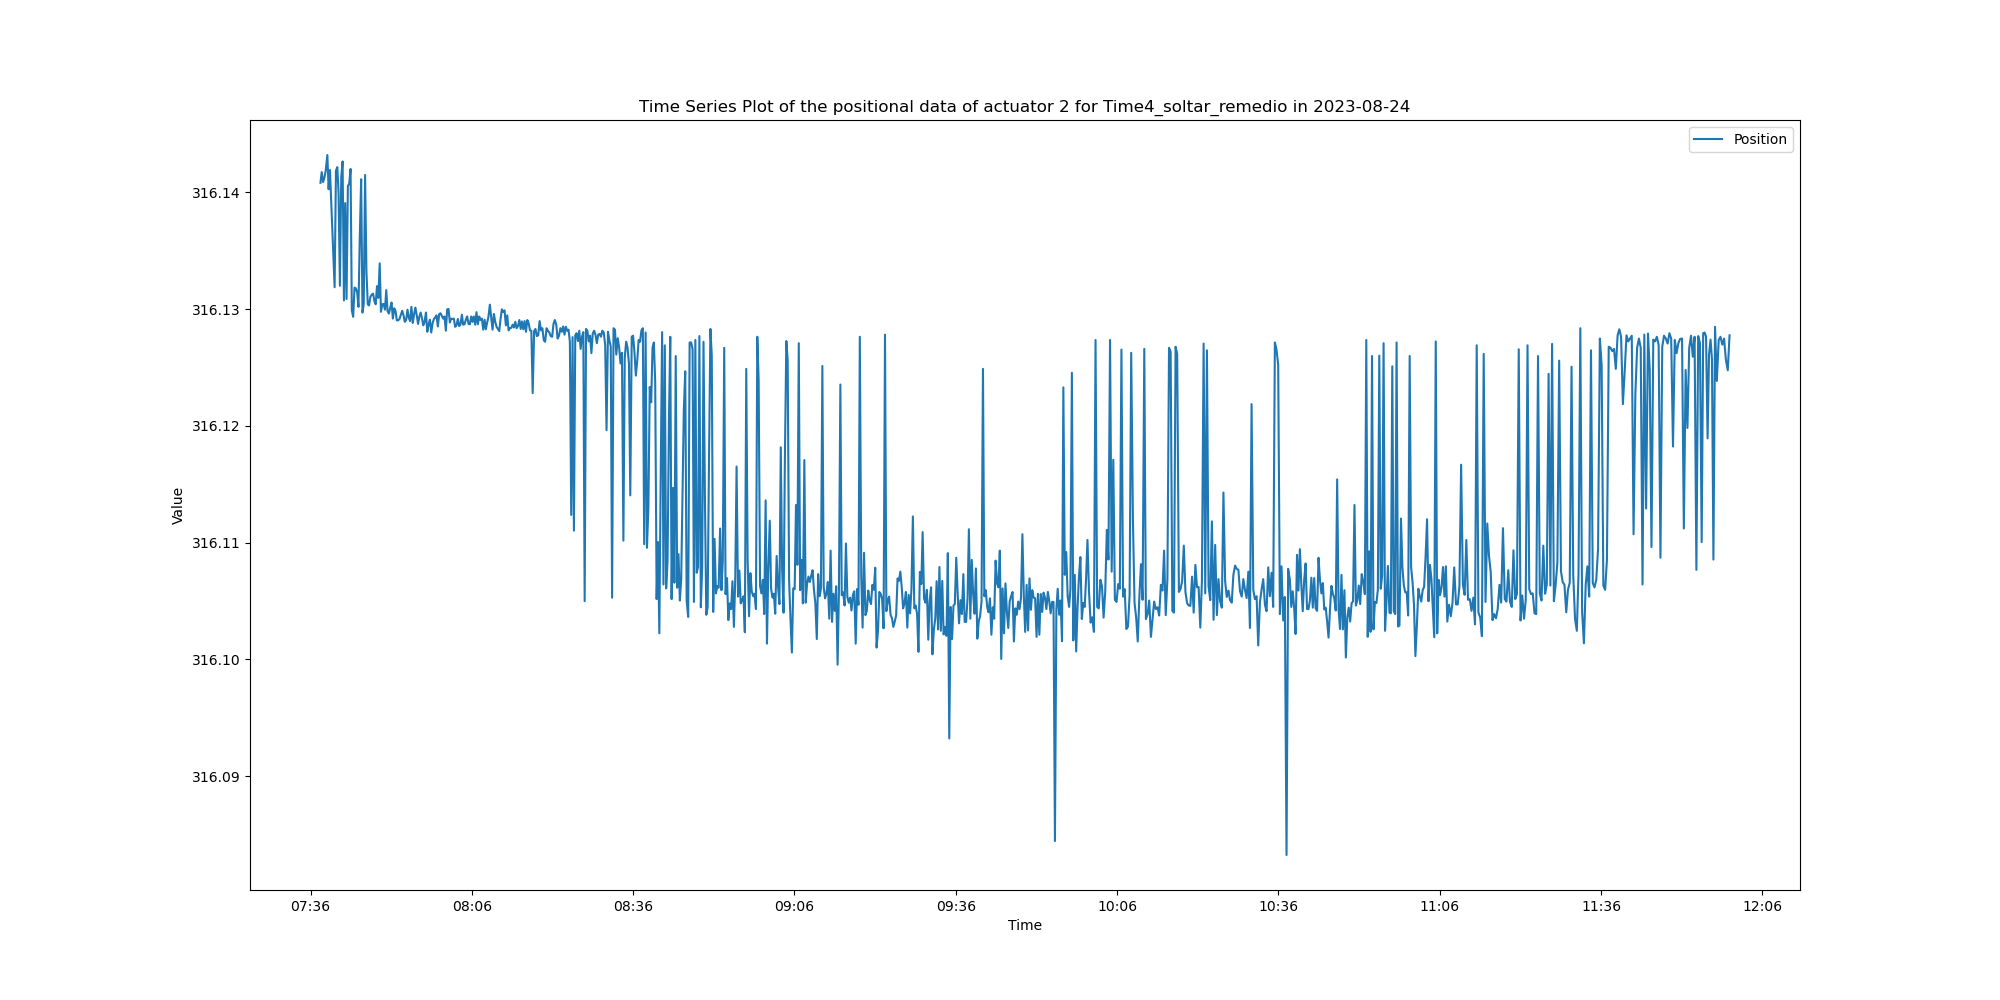 Time Series Plot of the positional data of actuator 2 for Time4_soltar_remedio in 2023-08-24
Position
316.14
316.13
316.12
316.11
316.10
316.09
Value
07:36 08:06 08:36 09:06 09:36 10:06 10:36 11:06 11:36 12:06
Time